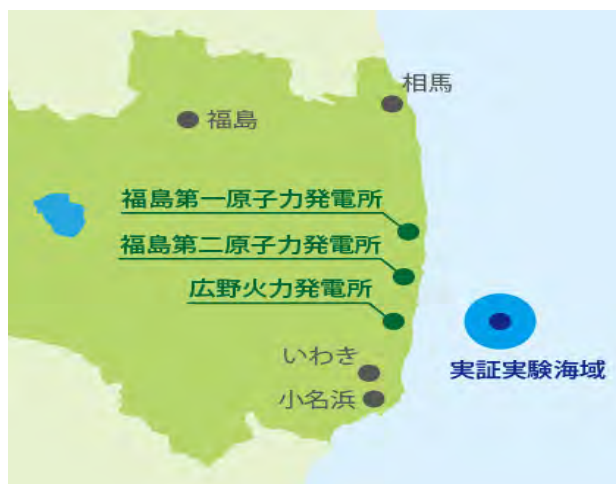 相馬
福島
福島第一原子力発電所
福島第二原子力発電所
広野火力発電所
実証実験海域
いわき
小名浜